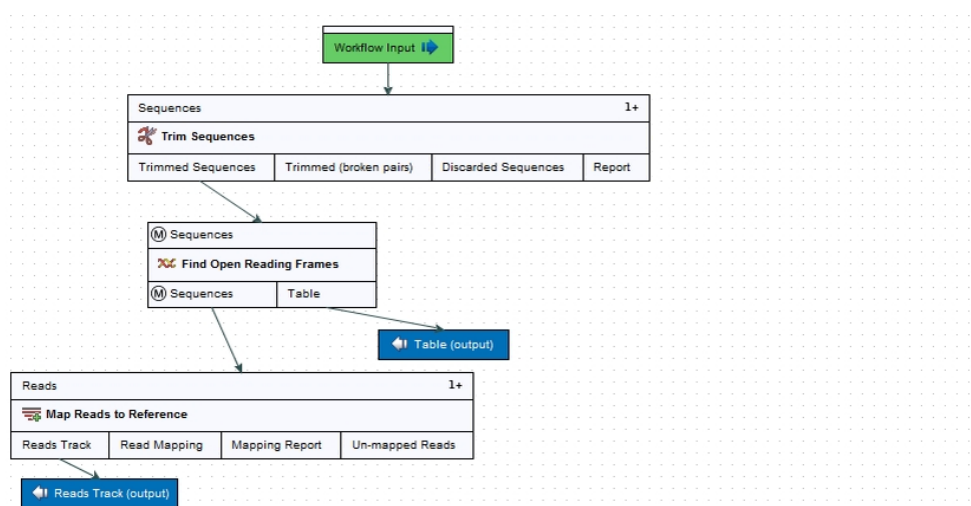 Workflow Input
Sequences 1+
Trim Sequences
Trimmed Sequences Trimmed (broken pairs) Discarded Sequences Report
M Sequences
Find Open Reading Frames
M Sequences Table
Table (output)
Reads 1+
Map Reads to Reference
Reads Track Read Mapping Mapping Report Un-mapped Reads
Reads Track (output)